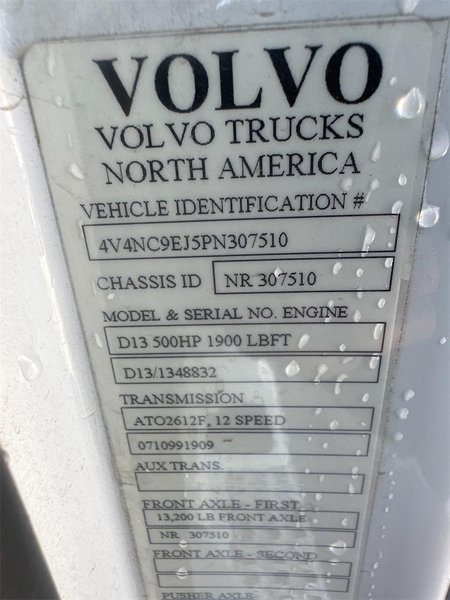 VOLVO
VOLVO TRUCKS
NORTH AMERICA
VEHICLE IDENTIFICATION #
4V4NC9EJ5PN307510
CHASSIS ID NR 307510
MODEL & SERIAL NO. ENGINE
D13 500HP 1900 LBFT
D13/1348832
TRANSMISSION
ATO2612F, 12 SPEED
0710991909
AUX TRANS.
FRONT AXLE - FIRST
13,200 LB FRONT AXLE
NR 307510
FRONT AXLE - SECOND
PUSHER AXLE